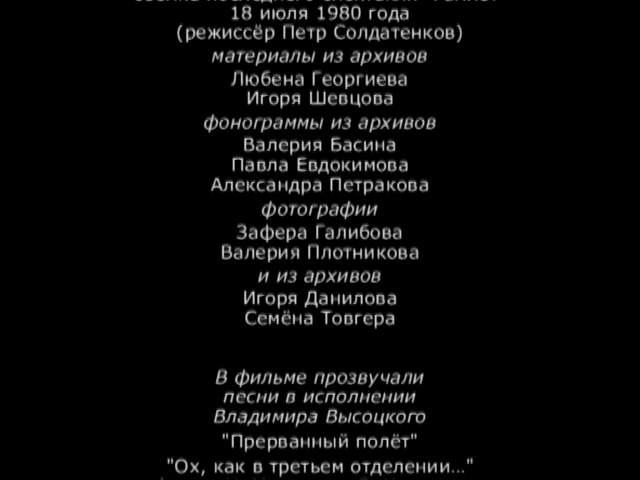 18 июля 1980 года
(режиссёр Петр Солдатенков)
материалы из архивов
Любена Георгиева
Игоря Шевцова
фонограммы из архивов
Валерия Басина
Павла Евдокимова
Александра Петракова
фотографии
Зафера Галибова
Валерия Плотникова
и из архивов
Игоря Данилова
Семёна Товгера
В фильме прозвучали
песни в исполнении
Владимира Высоцкого
"Прерванный полёт"
"Ох, как в третьем отделении…"